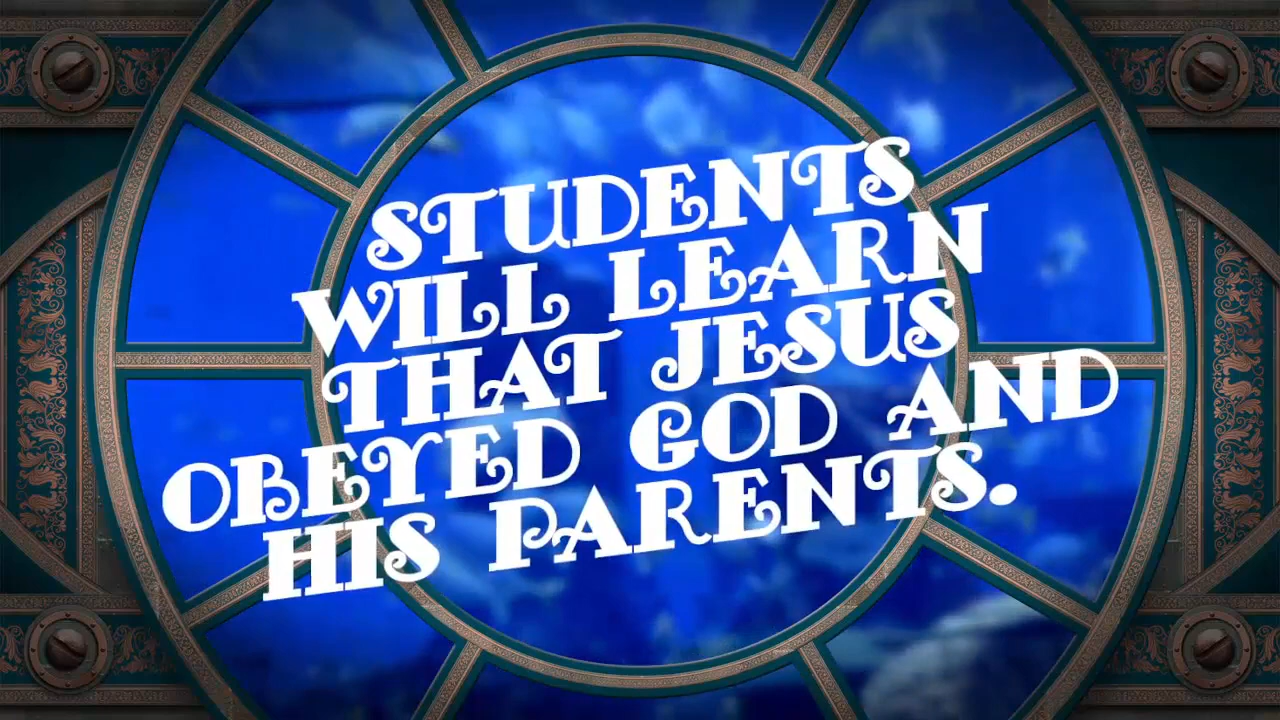 STUDENTS
WILL LEARN
THAT JESUS
OBEYED GOD AND
HIS PARENTS.